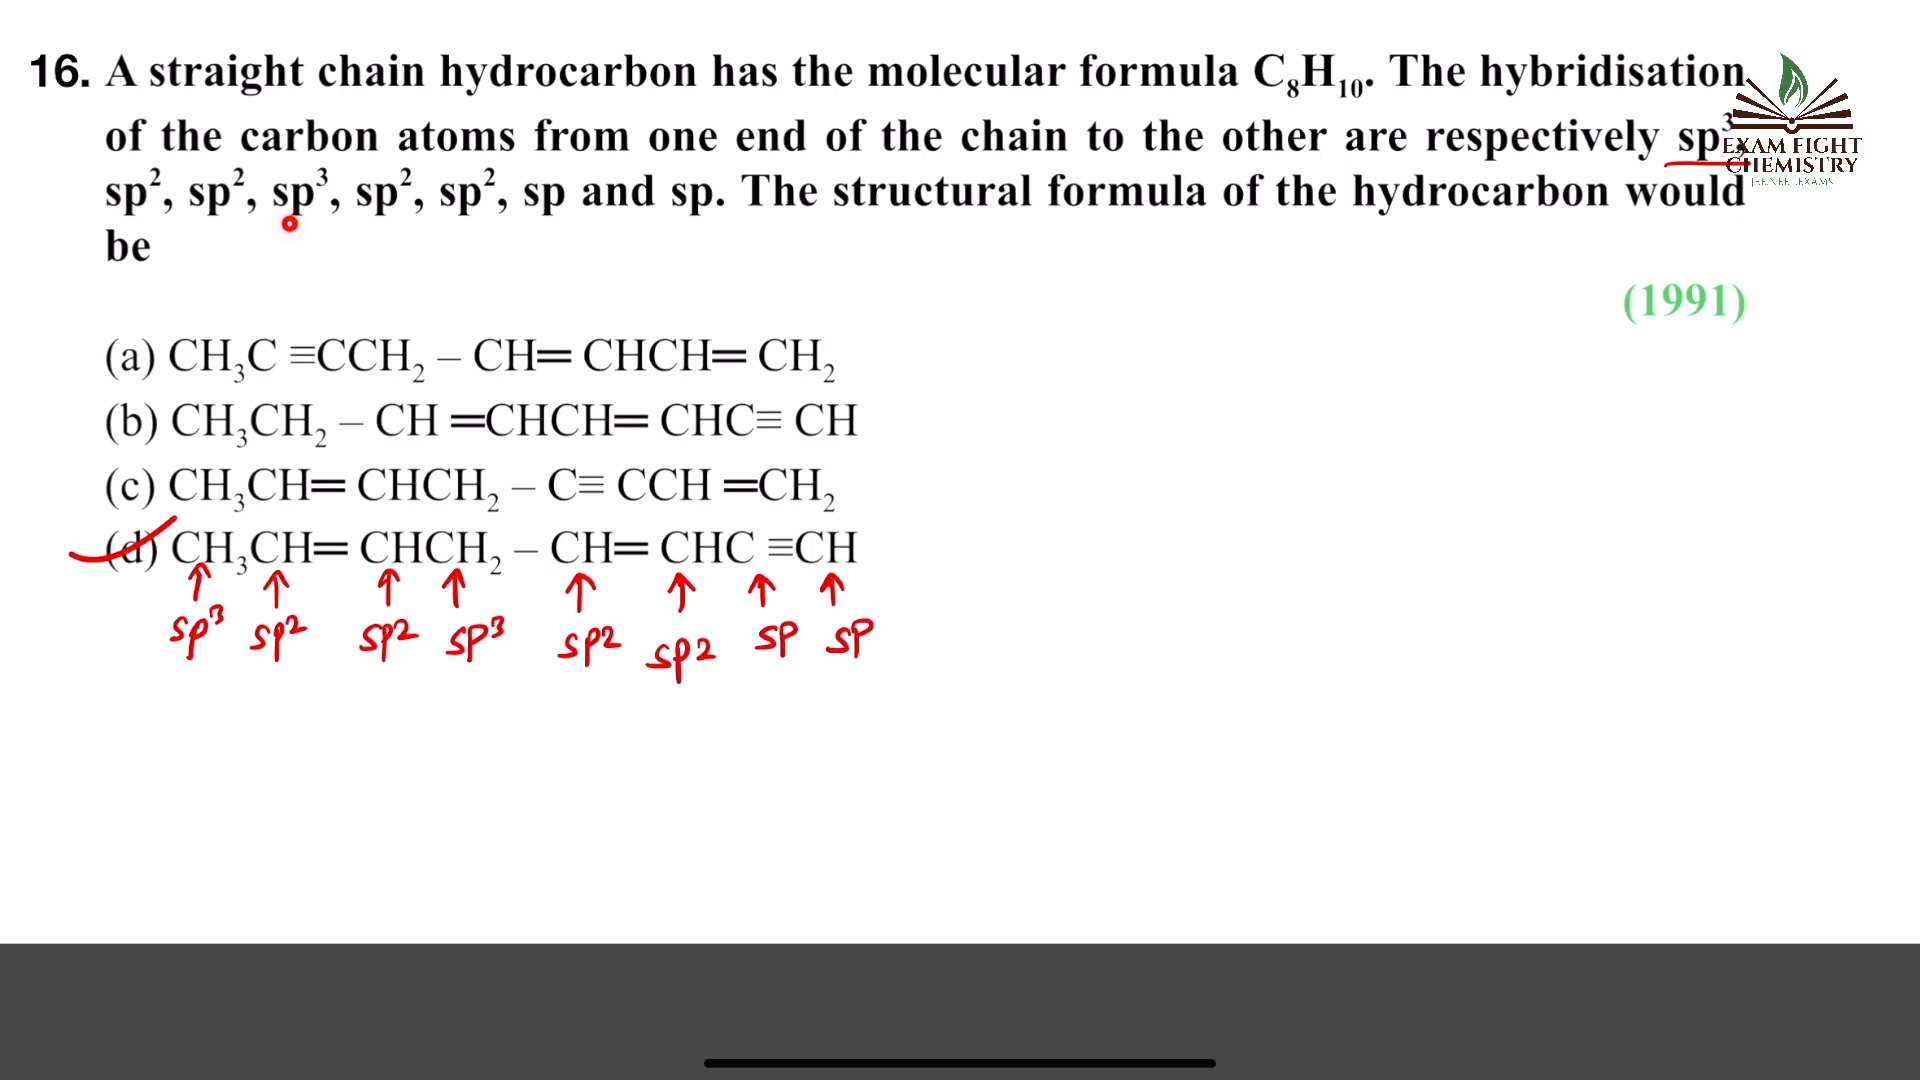 16. A straight chain hydrocarbon has the molecular formula C₈H₁₀. The hybridisation
of the carbon atoms from one end of the chain to the other are respectively sp³,
sp², sp², sp³, sp², sp², sp and sp. The structural formula of the hydrocarbon would
be
(1991)
EXAM FIGHT
CHEMISTRY
(a) CH₃C ≡CCH₂ – CH= CHCH= CH₂
(b) CH₃CH₂ – CH =CHCH= CHC≡ CH
(c) CH₃CH= CHCH₂ – C≡ CCH =CH₂
(d) CH₃CH= CHCH₂ – CH= CHC ≡CH
sp³ sp² sp² sp³ sp2 sp2 sp sp